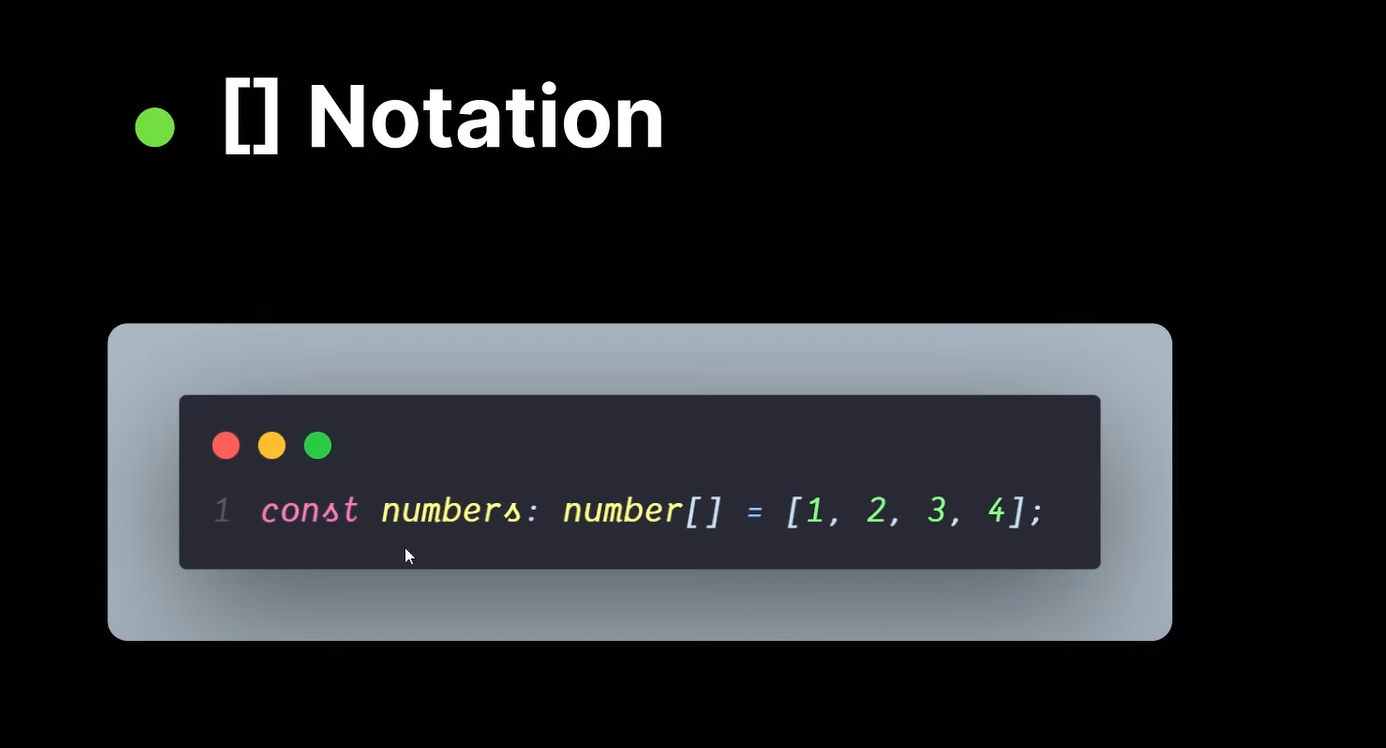 [] Notation
1 const numbers: number[] = [1, 2, 3, 4];